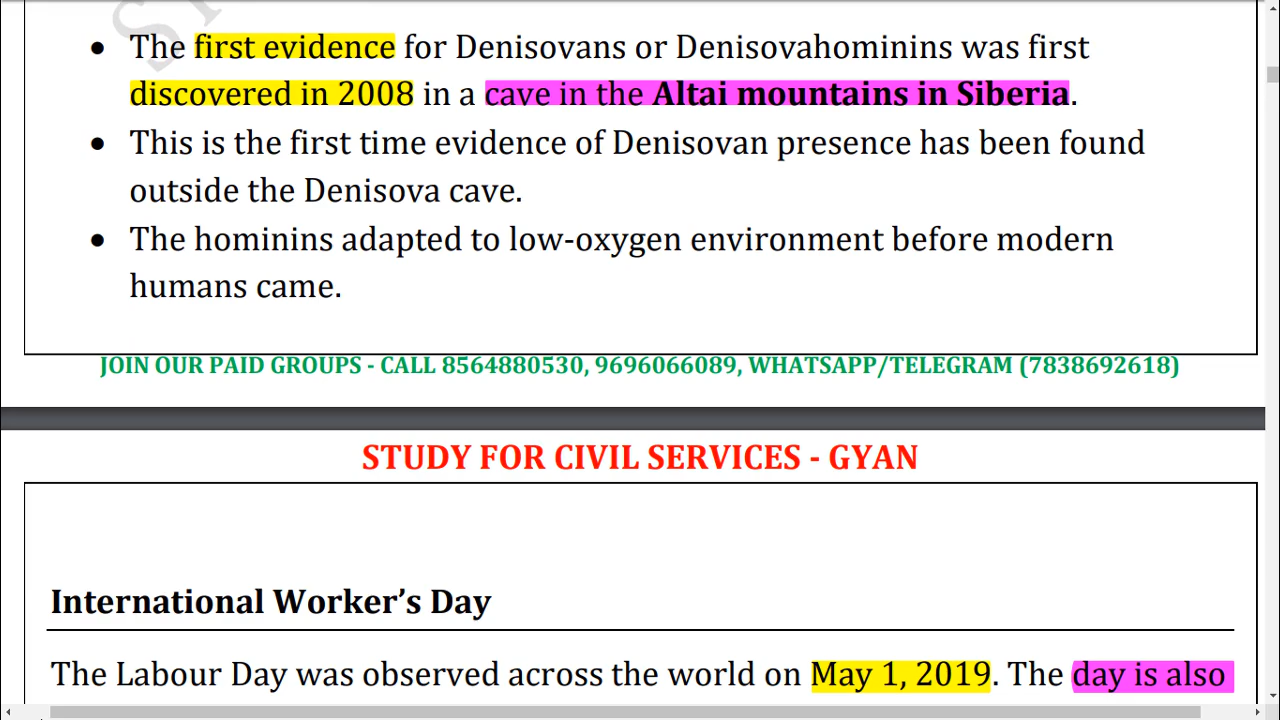 • The first evidence for Denisovans or Denisovahominins was first
discovered in 2008 in a cave in the Altai mountains in Siberia.
• This is the first time evidence of Denisovan presence has been found
outside the Denisova cave.
• The hominins adapted to low-oxygen environment before modern
humans came.
JOIN OUR PAID GROUPS - CALL 8564880530, 9696066089, WHATSAPP/TELEGRAM (7838692618)
STUDY FOR CIVIL SERVICES - GYAN
International Worker’s Day
The Labour Day was observed across the world on May 1, 2019. The day is also